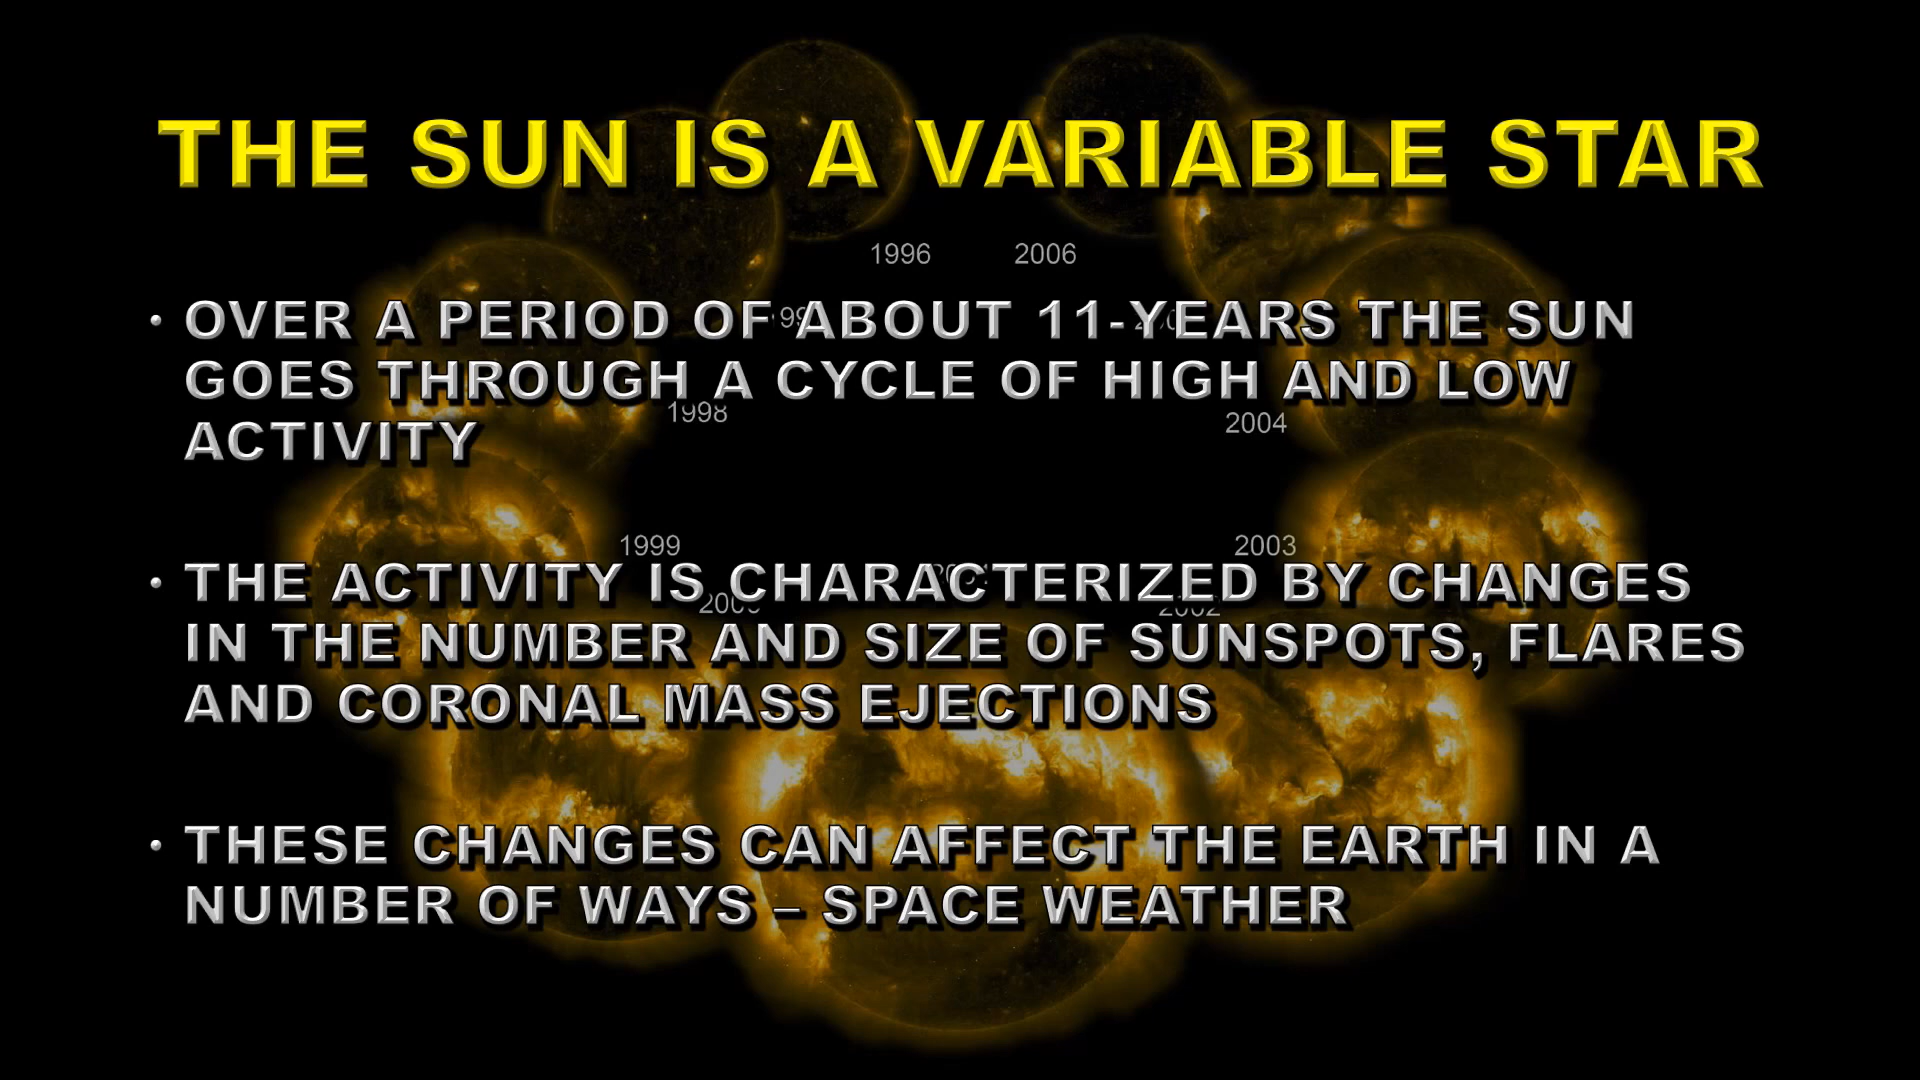 THE SUN IS A VARIABLE STAR
1996 2006
• OVER A PERIOD OF ABOUT 11-YEARS THE SUN
GOES THROUGH A CYCLE OF HIGH AND LOW
ACTIVITY
1998
2004
1999
2003
• THE ACTIVITY IS CHARACTERIZED BY CHANGES
2002
IN THE NUMBER AND SIZE OF SUNSPOTS, FLARES
AND CORONAL MASS EJECTIONS
• THESE CHANGES CAN AFFECT THE EARTH IN A
NUMBER OF WAYS – SPACE WEATHER